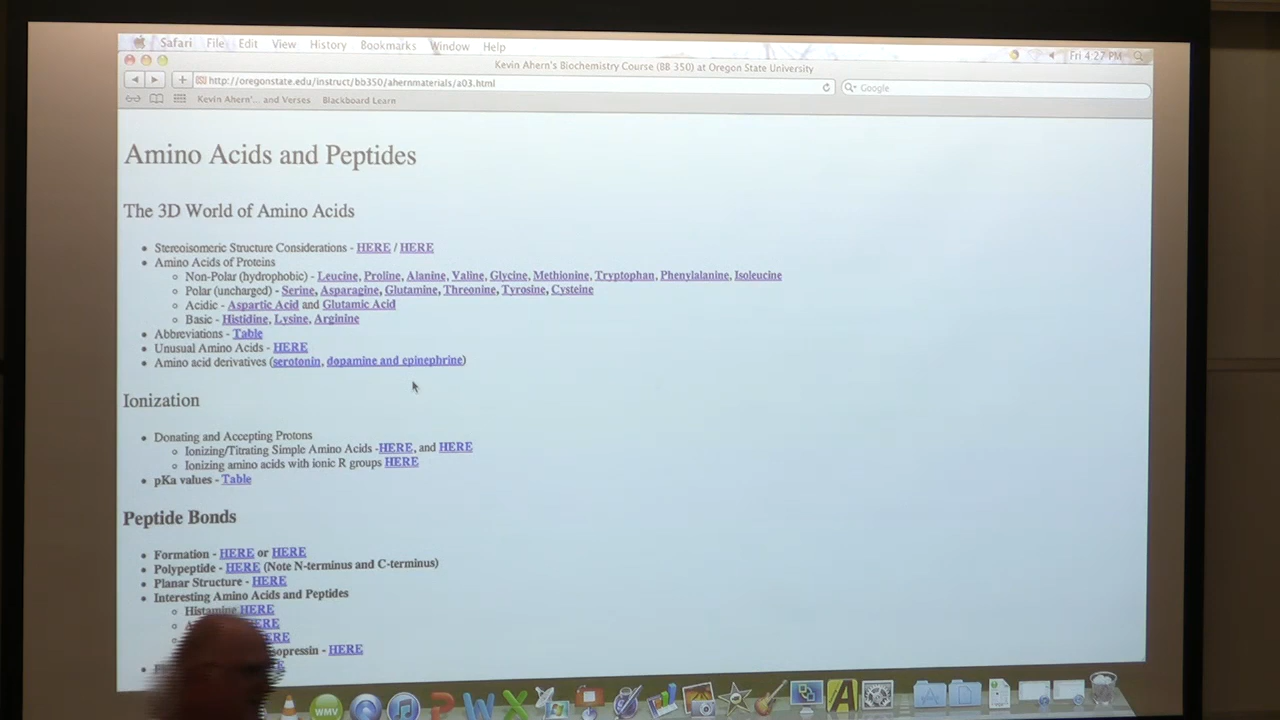 Safari File Edit View History Bookmarks Window Help Fri 4:27 PM
Kevin Ahern's Biochemistry Course (BB 350) at Oregon State University
http://oregonstate.edu/instruct/bb350/ahernmaterials/a03.html Google
Kevin Ahern'... and Verses Blackboard Learn
Amino Acids and Peptides
The 3D World of Amino Acids
Stereoisomeric Structure Considerations - HERE / HERE
Amino Acids of Proteins
Non-Polar (hydrophobic) - Leucine, Proline, Alanine, Valine, Glycine, Methionine, Tryptophan, Phenylalanine, Isoleucine
Polar (uncharged) - Serine, Asparagine, Glutamine, Threonine, Tyrosine, Cysteine
Acidic - Aspartic Acid and Glutamic Acid
Basic - Histidine, Lysine, Arginine
Abbreviations - Table
Unusual Amino Acids - HERE
Amino acid derivatives (serotonin, dopamine and epinephrine)
Ionization
Donating and Accepting Protons
Ionizing/Titrating Simple Amino Acids -HERE, and HERE
Ionizing amino acids with ionic R groups HERE
pKa values - Table
Peptide Bonds
Formation - HERE or HERE
Polypeptide - HERE (Note N-terminus and C-terminus)
Planar Structure - HERE
Interesting Amino Acids and Peptides
Histamine HERE
HERE
HERE
- HERE
WMV